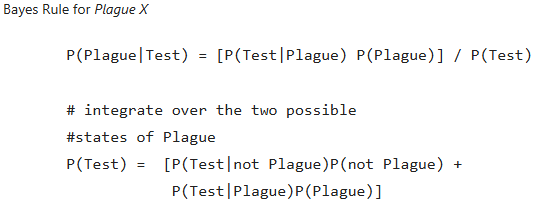 Bayes Rule for Plague X
P(Plague|Test) = [P(Test|Plague) P(Plague)] / P(Test)
# integrate over the two possible
#states of Plague
P(Test) =  [P(Test|not Plague)P(not Plague) +
P(Test|Plague)P(Plague)]